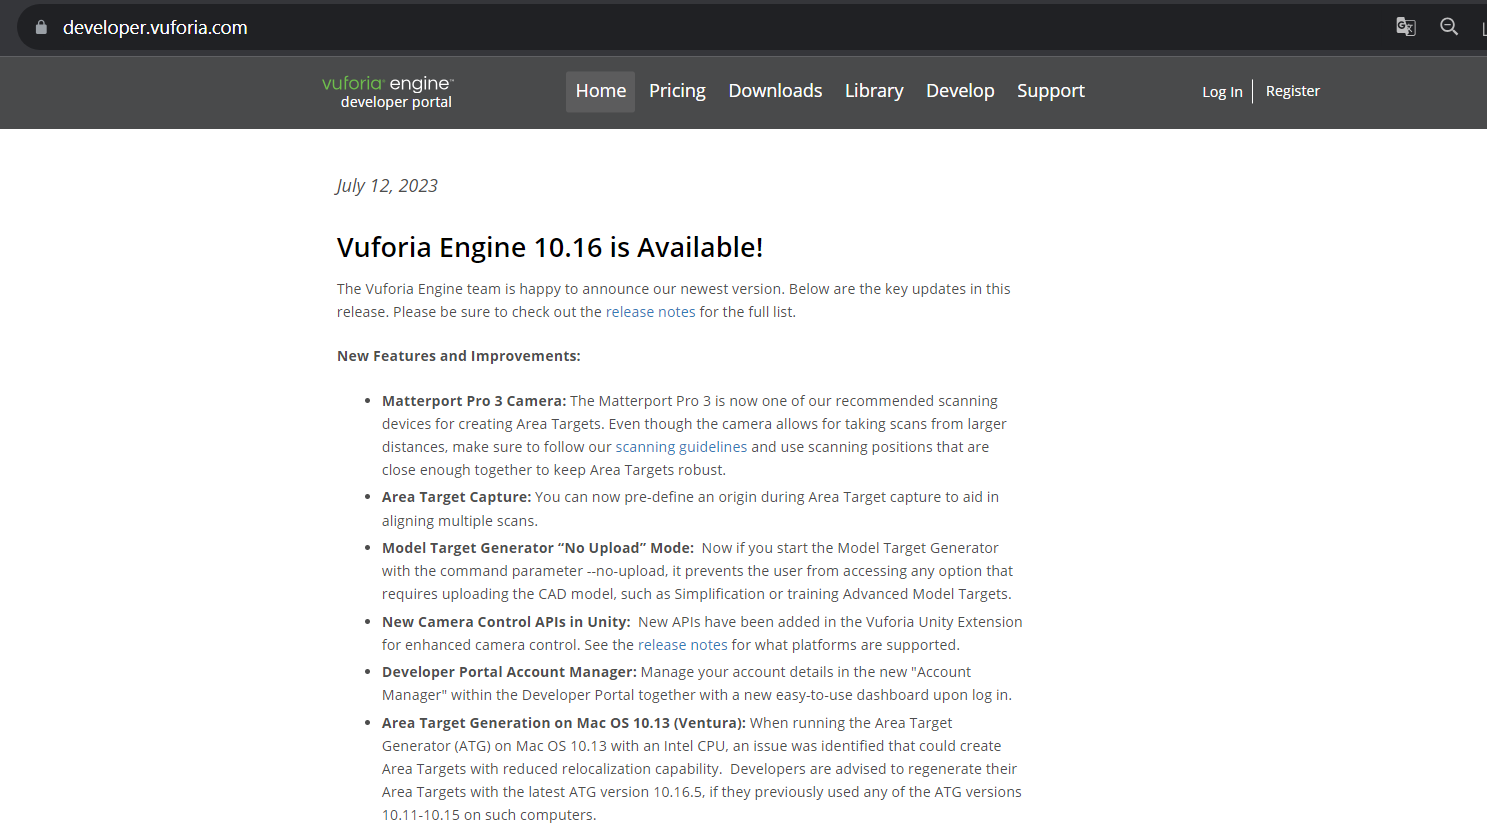 developer.vuforia.com
vuforia engine™
developer portal
Home Pricing Downloads Library Develop Support
Log In Register
July 12, 2023
Vuforia Engine 10.16 is Available!
The Vuforia Engine team is happy to announce our newest version. Below are the key updates in this
release. Please be sure to check out the release notes for the full list.
New Features and Improvements:
• Matterport Pro 3 Camera: The Matterport Pro 3 is now one of our recommended scanning
devices for creating Area Targets. Even though the camera allows for taking scans from larger
distances, make sure to follow our scanning guidelines and use scanning positions that are
close enough together to keep Area Targets robust.
• Area Target Capture: You can now pre-define an origin during Area Target capture to aid in
aligning multiple scans.
• Model Target Generator “No Upload” Mode:  Now if you start the Model Target Generator
with the command parameter --no-upload, it prevents the user from accessing any option that
requires uploading the CAD model, such as Simplification or training Advanced Model Targets.
• New Camera Control APIs in Unity:  New APIs have been added in the Vuforia Unity Extension
for enhanced camera control. See the release notes for what platforms are supported.
• Developer Portal Account Manager: Manage your account details in the new "Account
Manager" within the Developer Portal together with a new easy-to-use dashboard upon log in.
• Area Target Generation on Mac OS 10.13 (Ventura): When running the Area Target
Generator (ATG) on Mac OS 10.13 with an Intel CPU, an issue was identified that could create
Area Targets with reduced relocalization capability.  Developers are advised to regenerate their
Area Targets with the latest ATG version 10.16.5, if they previously used any of the ATG versions
10.11-10.15 on such computers.